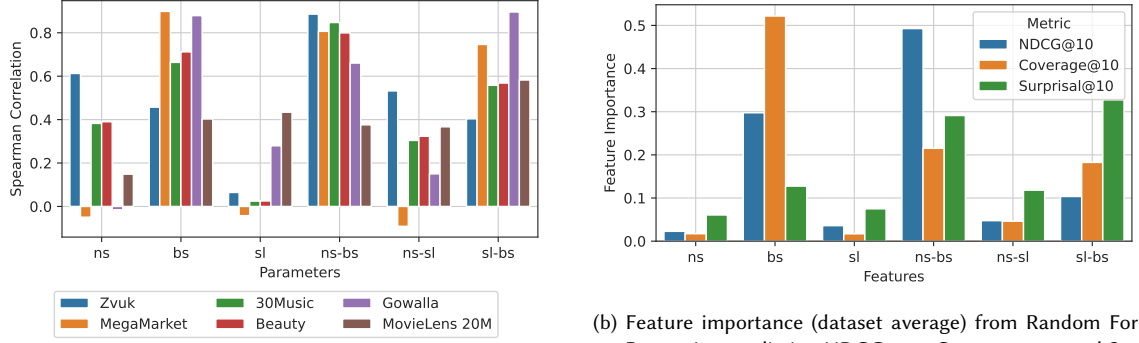 0.8
0.6
0.4
0.2
0.0
Spearman Correlation
ns bs sl ns-bs ns-sl sl-bs
Parameters
Zvuk 30Music Gowalla
MegaMarket Beauty MovieLens 20M
0.5
0.4
0.3
0.2
0.1
0.0
Feature Importance
Metric
NDCG@10
Coverage@10
Surprisal@10
ns bs sl ns-bs ns-sl sl-bs
Features
(b) Feature importance (dataset average) from Random For